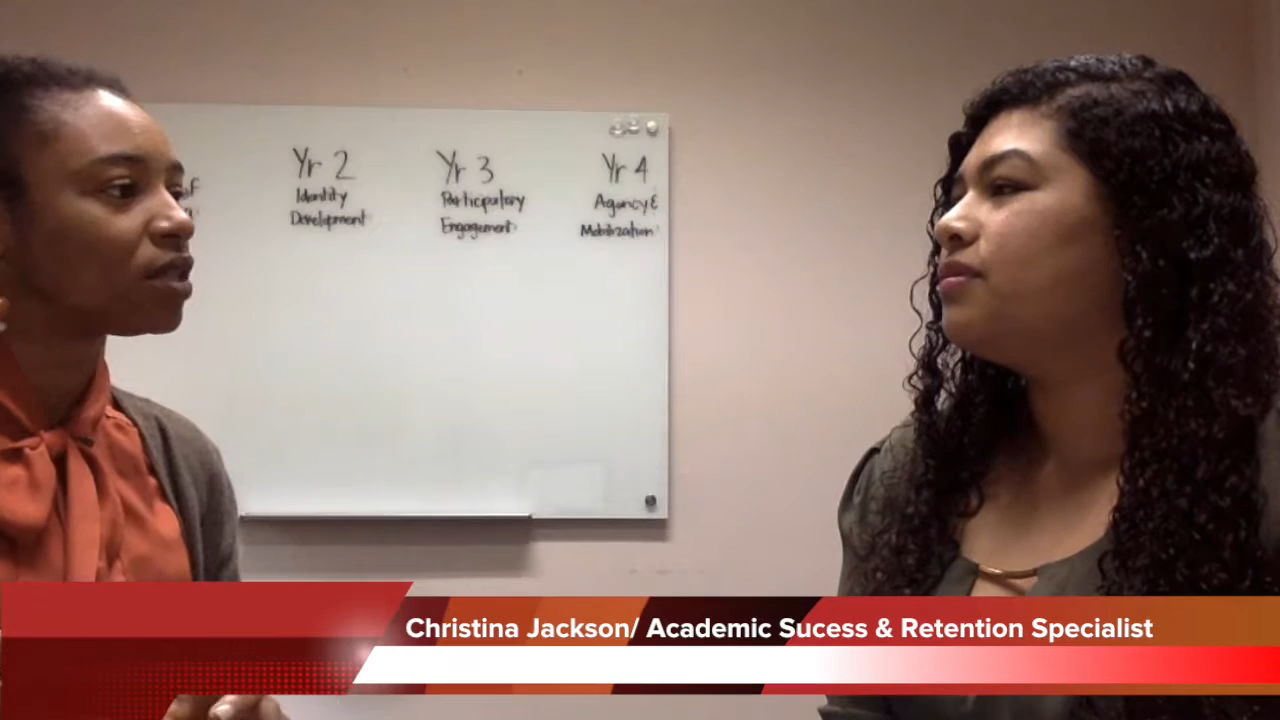 Yr 2
Identity
Development
Yr 3
Participatory
Engagement
Yr 4
Agency &
Mobilization
Christina Jackson/ Academic Sucess & Retention Specialist